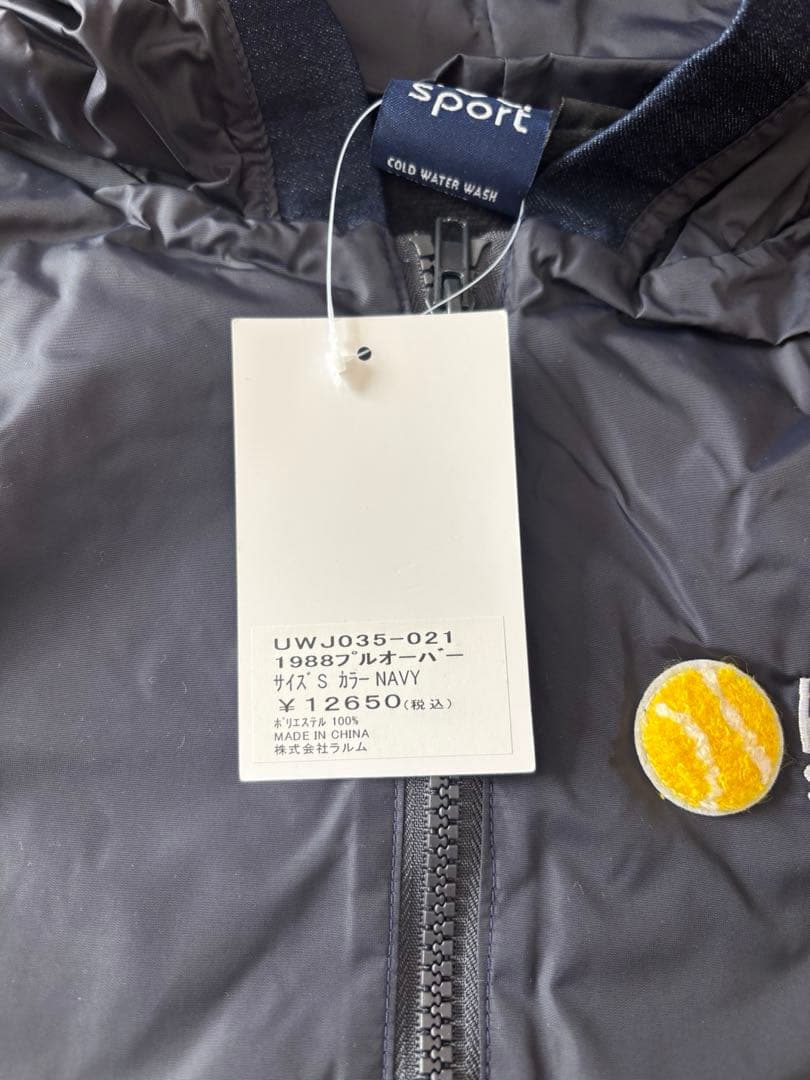 sport
COLD WATER WASH
UWJ035-021
1988プルオーバー
サイズ S カラー NAVY
￥12650(税込)
ポリエステル 100%
MADE IN CHINA
株式会社ラルム